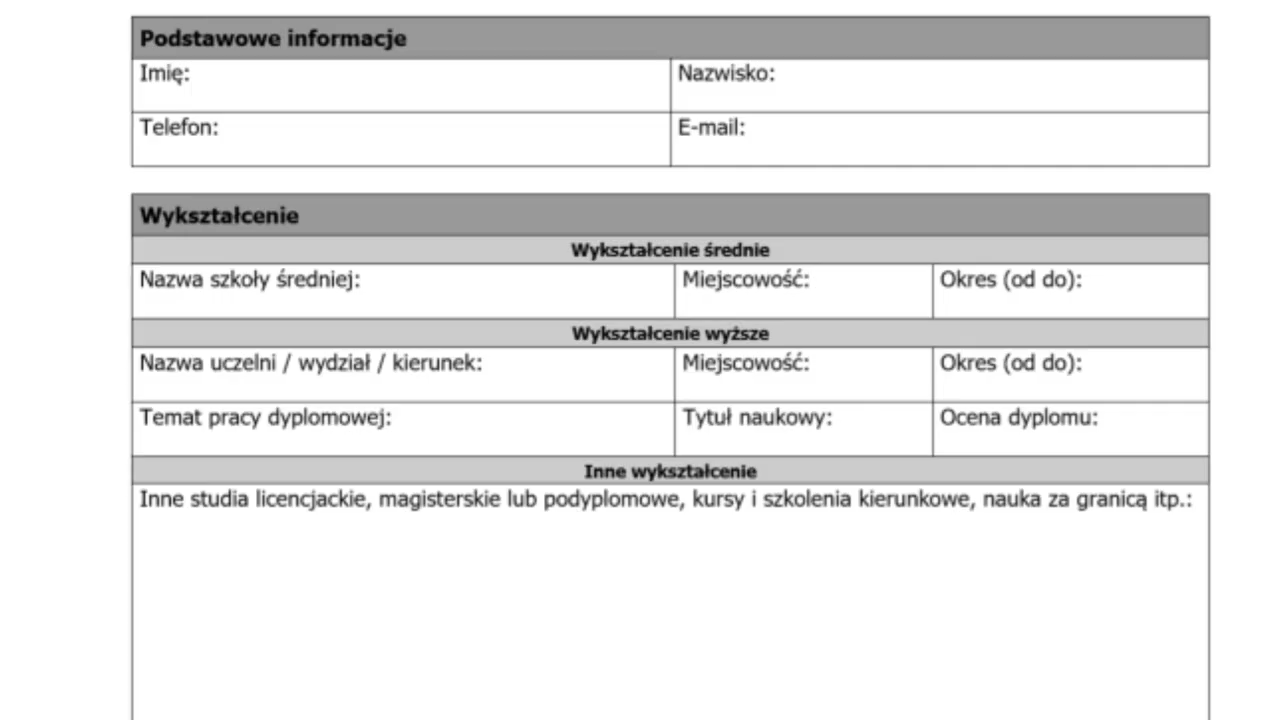 Podstawowe informacje
Imię: Nazwisko:
Telefon: E-mail:
Wykształcenie
Wykształcenie średnie
Nazwa szkoły średniej: Miejscowość: Okres (od do):
Wykształcenie wyższe
Nazwa uczelni / wydział / kierunek: Miejscowość: Okres (od do):
Temat pracy dyplomowej: Tytuł naukowy: Ocena dyplomu:
Inne wykształcenie
Inne studia licencjackie, magisterskie lub podyplomowe, kursy i szkolenia kierunkowe, nauka za granicą itp.: